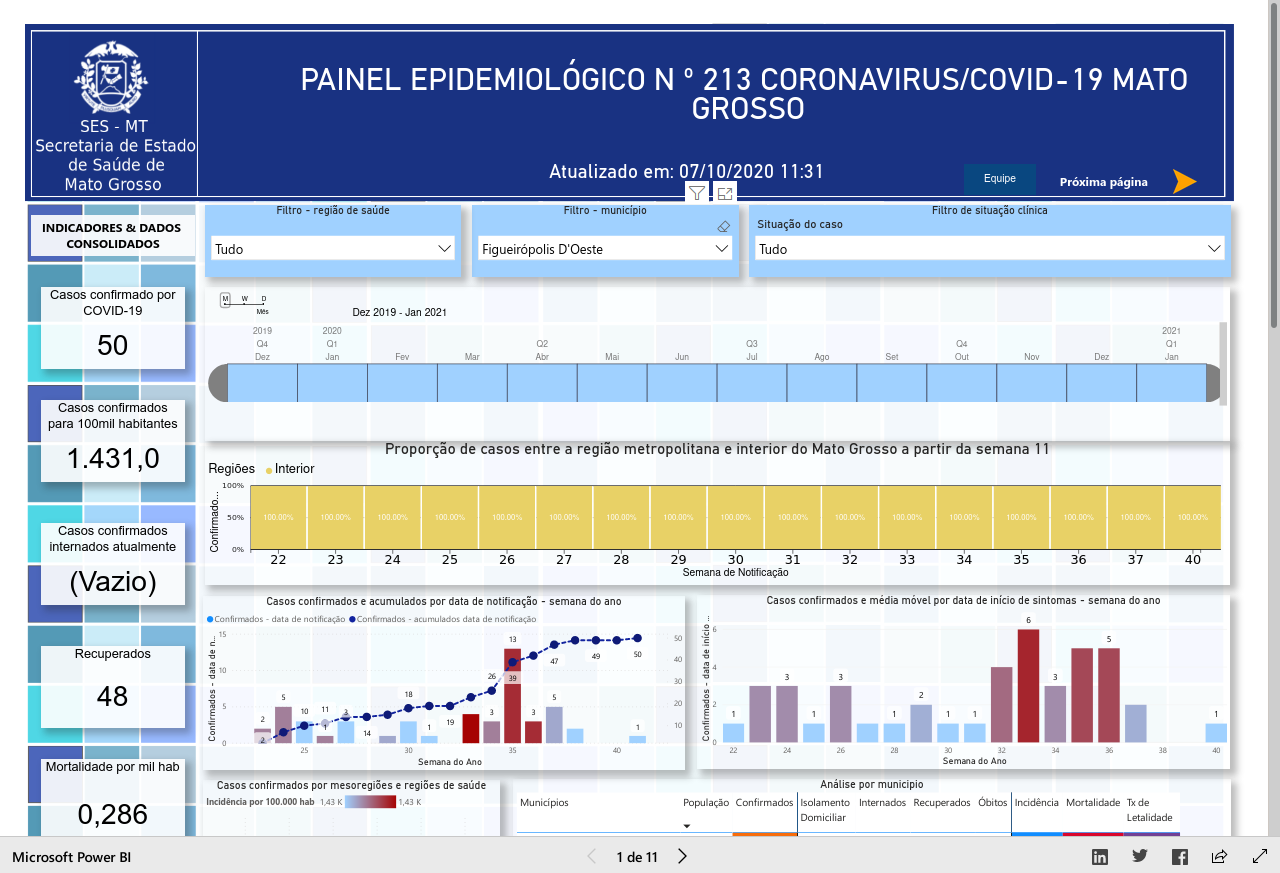 SES - MT
Secretaria de Estado
de Saúde de
Mato Grosso
PAINEL EPIDEMIOLÓGICO N º 213 CORONAVIRUS/COVID-19 MATO
GROSSO
Atualizado em: 07/10/2020 11:31
Equipe
Próxima página
INDICADORES & DADOS
CONSOLIDADOS
Casos confirmado por
COVID-19
50
Casos confirmados
para 100mil habitantes
1.431,0
Casos confirmados
internados atualmente
(Vazio)
Recuperados
48
Mortalidade por mil hab
0,286
Filtro - região de saúde
Tudo
Filtro - município
Figueirópolis D'Oeste
Filtro de situação clínica
Situação do caso
Tudo
M W D
Mês
Dez 2019 - Jan 2021
2019 2020 2021
Q4 Q1 Q2 Q3 Q4 Q1
Dez Jan Fev Mar Abr Mai Jun Jul Ago Set Out Nov Dez Jan
Proporção de casos entre a região metropolitana e interior do Mato Grosso a partir da semana 11
Regiões Interior
Confirmado...
100%
50%
0%
100.00% 100.00% 100.00% 100.00% 100.00% 100.00% 100.00% 100.00% 100.00% 100.00% 100.00% 100.00% 100.00% 100.00% 100.00% 100.00% 100.00%
22 23 24 25 26 27 28 29 30 31 32 33 34 35 36 37 40
Semana de Notificação
Casos confirmados e acumulados por data de notificação - semana do ano
Confirmados - data de notificação Confirmados - acumulados data de notificação
Confirmados - data de n...
15
10
5
0
50
40
30
20
10
2 5 3 1 3 1 3 1 3 13 3 5 1
2 10 11 14 18 19 26 39 47 49 50
25 30 35 40
Semana do Ano
Casos confirmados e média móvel por data de início de sintomas - semana do ano
Confirmados - data de início ...
6
4
2
0
1 3 3 1 2 1 1 6 3 5 1
22 24 26 28 30 32 34 36 38 40
Semana do Ano
Casos confirmados por mesoregiões e regiões de saúde
Incidência por 100.000 hab 1,43 K 1,43 K
Análise por municipio
Municípios População Confirmados Isolamento Domiciliar Internados Recuperados Óbitos Incidência Mortalidade Tx de Letalidade
Microsoft Power BI
1 de 11